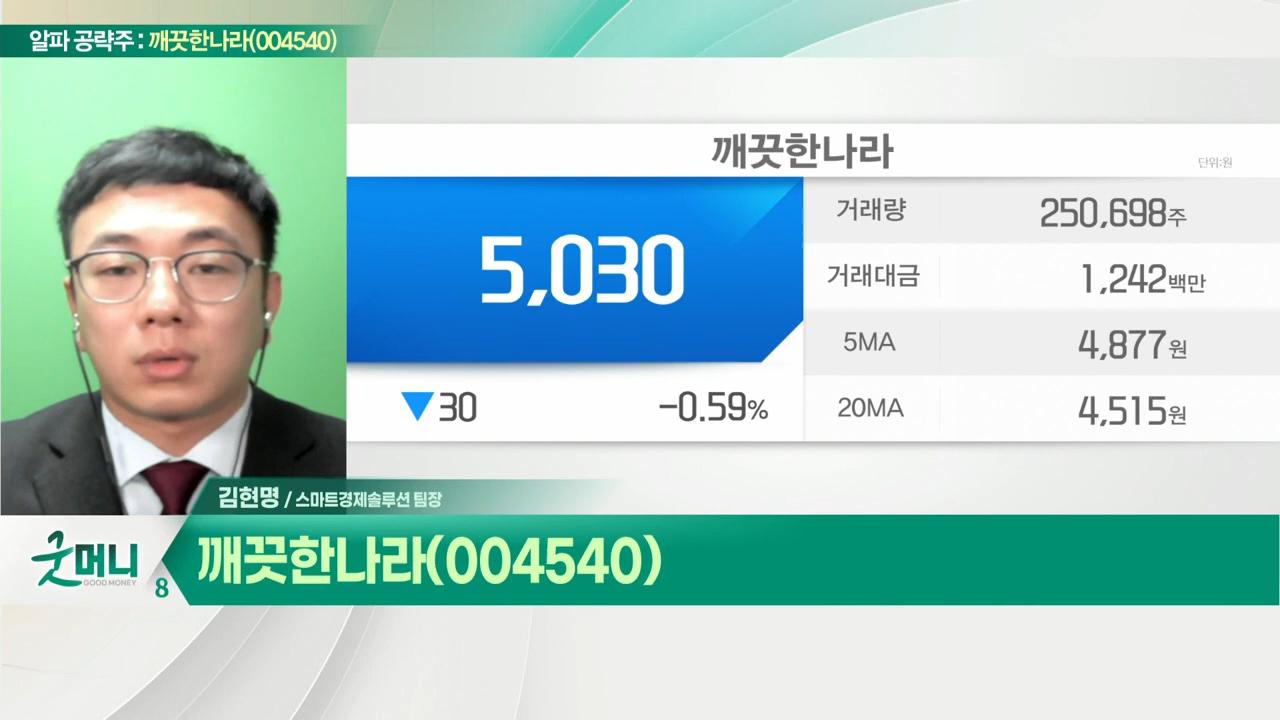 알파 공략주 : 깨끗한나라(004540)
깨끗한나라
단위:원
5,030
▼30 -0.59%
거래량 250,698주
거래대금 1,242백만
5MA 4,877원
20MA 4,515원
김현명 / 스마트경제솔루션 팀장
굿머니
GOOD MONEY
8
깨끗한나라(004540)